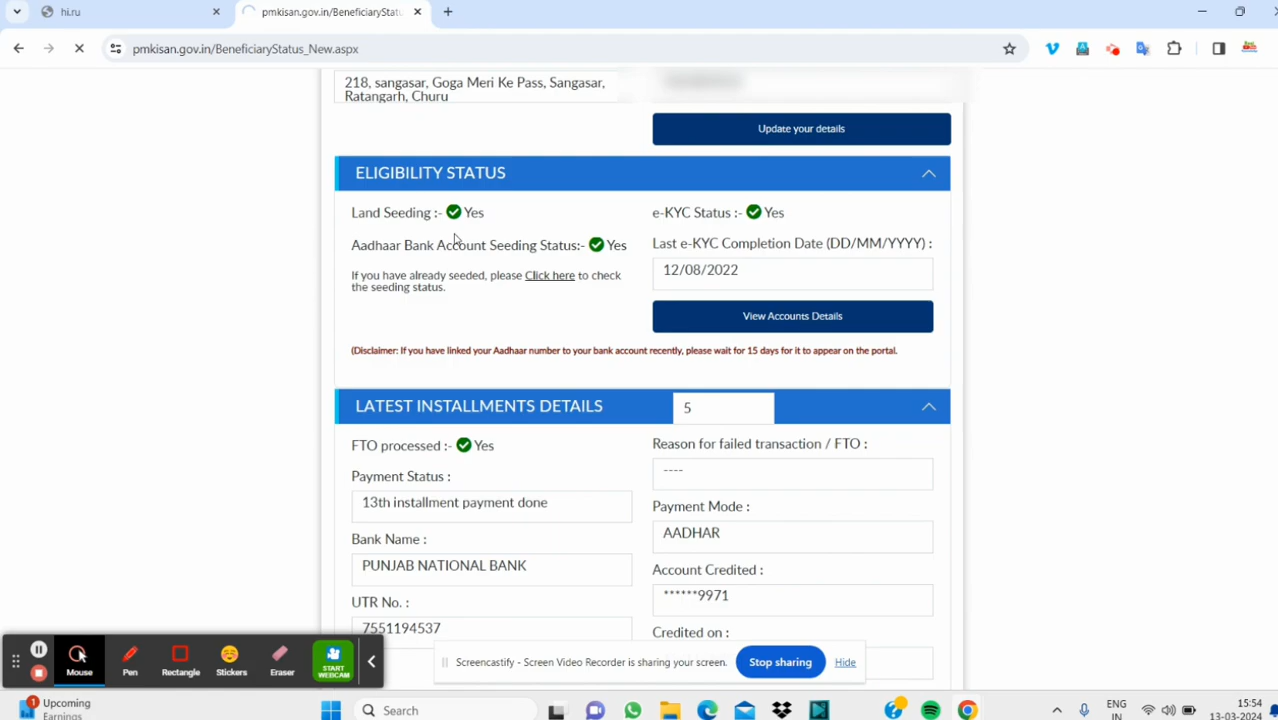 hi.ru
pmkisan.gov.in/BeneficiaryStatu
pmkisan.gov.in/BeneficiaryStatus_New.aspx
218, sangasar, Goga Meri Ke Pass, Sangasar,
Ratangarh, Churu
Update your details
ELIGIBILITY STATUS
Land Seeding :- Yes
e-KYC Status :- Yes
Aadhaar Bank Account Seeding Status:- Yes
Last e-KYC Completion Date (DD/MM/YYYY) :
12/08/2022
If you have already seeded, please Click here to check
the seeding status.
View Accounts Details
(Disclaimer: If you have linked your Aadhaar number to your bank account recently, please wait for 15 days for it to appear on the portal.
LATEST INSTALLMENTS DETAILS 5
FTO processed :- Yes
Reason for failed transaction / FTO :
----
Payment Status :
13th installment payment done
Payment Mode :
AADHAR
Bank Name :
PUNJAB NATIONAL BANK
Account Credited :
******9971
UTR No. :
7551194537
Credited on :
Mouse Pen Rectangle Stickers Eraser START WEBCAM
Screencastify - Screen Video Recorder is sharing your screen. Stop sharing Hide
1
Upcoming
Earnings
Search
ENG
IN
15:54
13-03-2024